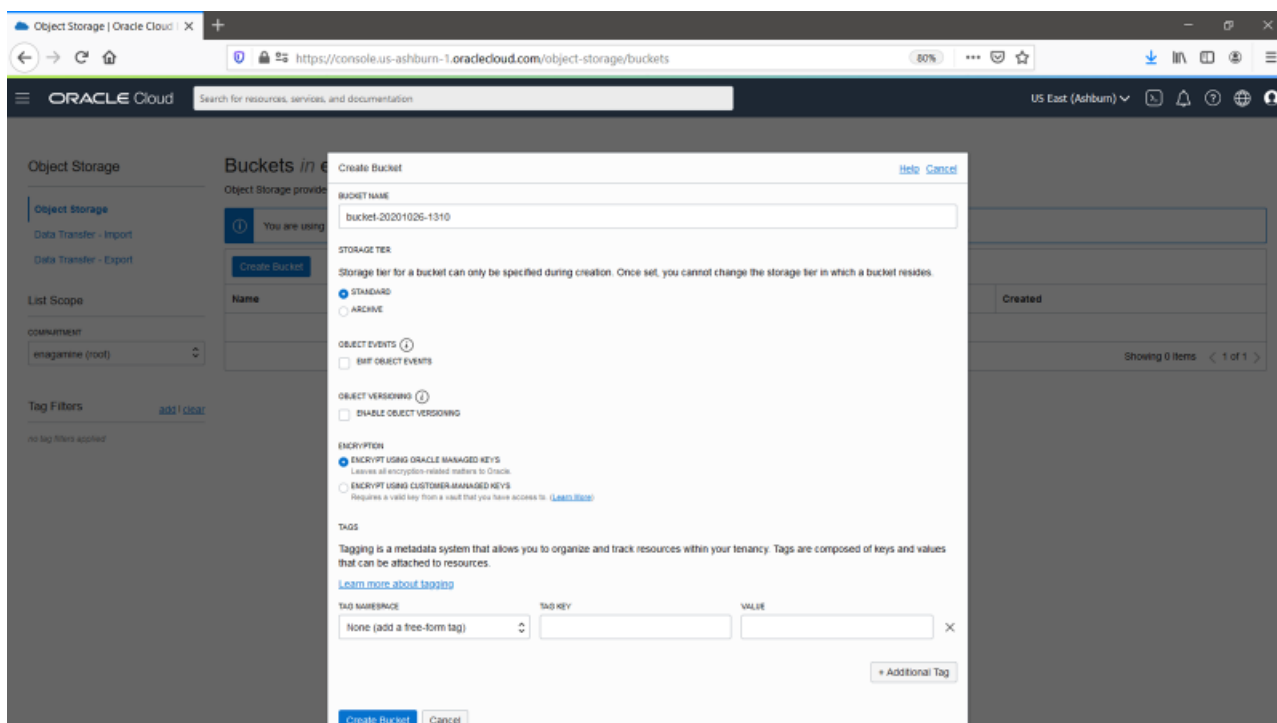 Object Storage | Oracle Cloud
https://console.us-ashburn-1.oraclecloud.com/object-storage/buckets
80%
ORACLE Cloud
Search for resources, services, and documentation
US East (Ashburn)
Object Storage
Object Storage
Data Transfer - Import
Data Transfer - Export
List Scope
COMPARTMENT
enagamine (root)
Tag Filters
add | clear
no tag filters applied
Buckets in e
Object Storage provide
You are using
Create Bucket
Name
Created
Showing 0 Items < 1 of 1 >
Create Bucket
Help
Cancel
BUCKET NAME
bucket-20201026-1310
STORAGE TIER
Storage tier for a bucket can only be specified during creation. Once set, you cannot change the storage tier in which a bucket resides.
STANDARD
ARCHIVE
OBJECT EVENTS
EMIT OBJECT EVENTS
OBJECT VERSIONING
ENABLE OBJECT VERSIONING
ENCRYPTION
ENCRYPT USING ORACLE MANAGED KEYS
Leaves all encryption-related matters to Oracle.
ENCRYPT USING CUSTOMER-MANAGED KEYS
Requires a valid key from a vault that you have access to. (Learn More)
TAGS
Tagging is a metadata system that allows you to organize and track resources within your tenancy. Tags are composed of keys and values
that can be attached to resources.
Learn more about tagging
TAG NAMESPACE
TAG KEY
VALUE
None (add a free-form tag)
+ Additional Tag
Create Bucket
Cancel